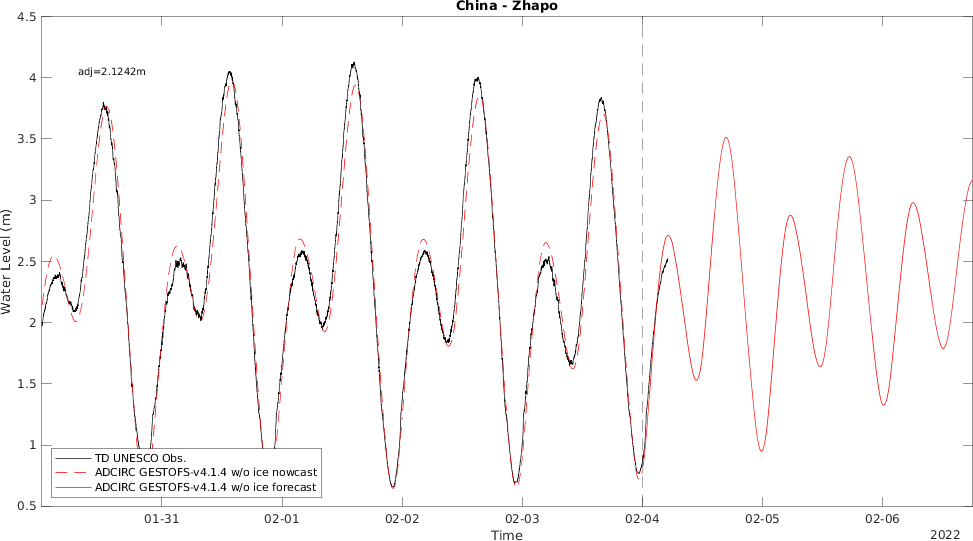 China - Zhapo
adj=2.1242m
4.5
4
3.5
3
2.5
2
1.5
1
0.5
Water Level (m)
TD UNESCO Obs.
ADCIRC GESTOFS-v4.1.4 w/o ice nowcast
ADCIRC GESTOFS-v4.1.4 w/o ice forecast
01-31 02-01 02-02 02-03 02-04 02-05 02-06
Time
2022